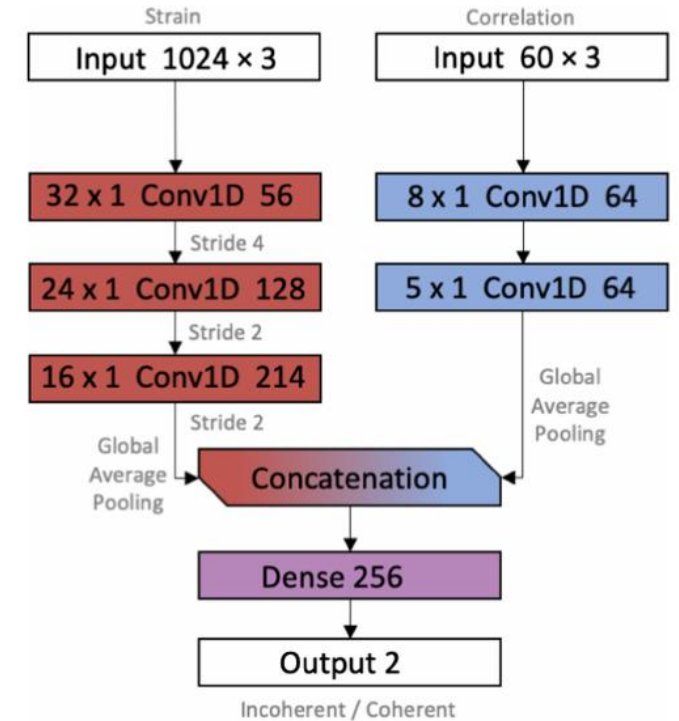 Strain
Input 1024 × 3
32 x 1 Conv1D 56
Stride 4
24 x 1 Conv1D 128
Stride 2
16 x 1 Conv1D 214
Stride 2
Global
Average
Pooling
Correlation
Input 60 × 3
8 x 1 Conv1D 64
5 x 1 Conv1D 64
Global
Average
Pooling
Concatenation
Dense 256
Output 2
Incoherent / Coherent